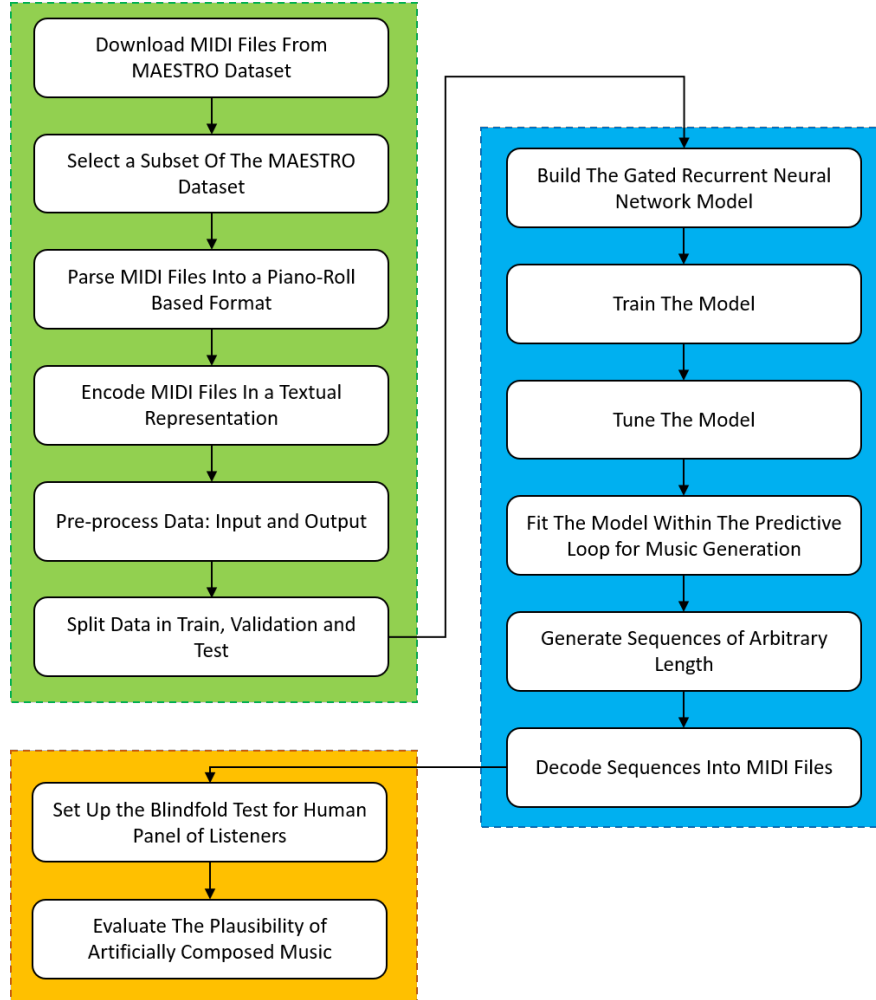 Download MIDI Files From
MAESTRO Dataset
Select a Subset Of The MAESTRO
Dataset
Parse MIDI Files Into a Piano-Roll
Based Format
Encode MIDI Files In a Textual
Representation
Pre-process Data: Input and Output
Split Data in Train, Validation and
Test
Build The Gated Recurrent Neural
Network Model
Train The Model
Tune The Model
Fit The Model Within The Predictive
Loop for Music Generation
Generate Sequences of Arbitrary
Length
Decode Sequences Into MIDI Files
Set Up the Blindfold Test for Human
Panel of Listeners
Evaluate The Plausibility of
Artificially Composed Music